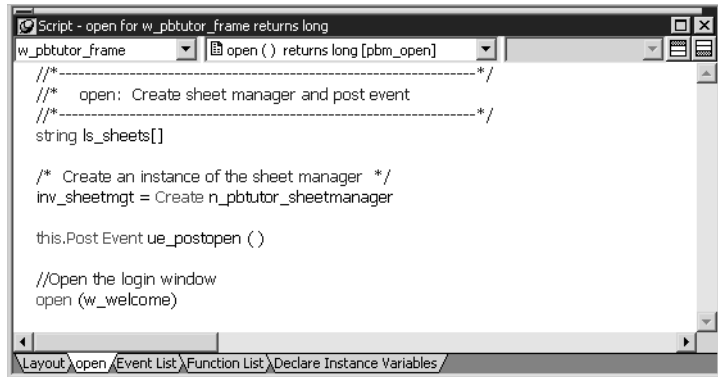 Script - open for w_pbtutor_frame returns long
w_pbtutor_frame open ( ) returns long [pbm_open]
//*-----------------------------------------------------------------*/
//* open: Create sheet manager and post event
//*-----------------------------------------------------------------*/
string ls_sheets[]
/* Create an instance of the sheet manager */
inv_sheetmgt = Create n_pbtutor_sheetmanager
this.Post Event ue_postopen ( )
//Open the login window
open (w_welcome)
Layout open Event List Function List Declare Instance Variables